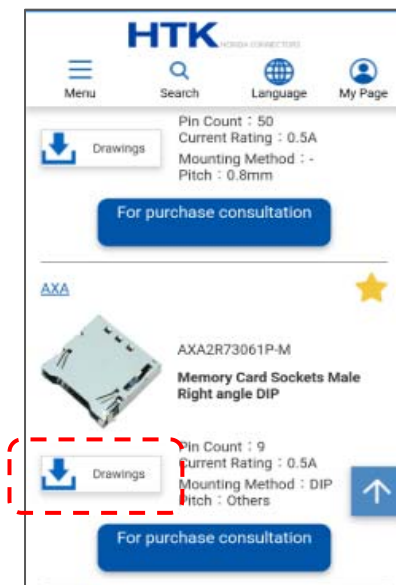 HTK
HONDA CONNECTORS
Menu
Search
Language
My Page
Pin Count : 50
Current Rating : 0.5A
Mounting Method : -
Pitch : 0.8mm
Drawings
For purchase consultation
AXA
AXA2R73061P-M
Memory Card Sockets Male
Right angle DIP
Pin Count : 9
Current Rating : 0.5A
Mounting Method : DIP
Pitch : Others
Drawings
For purchase consultation